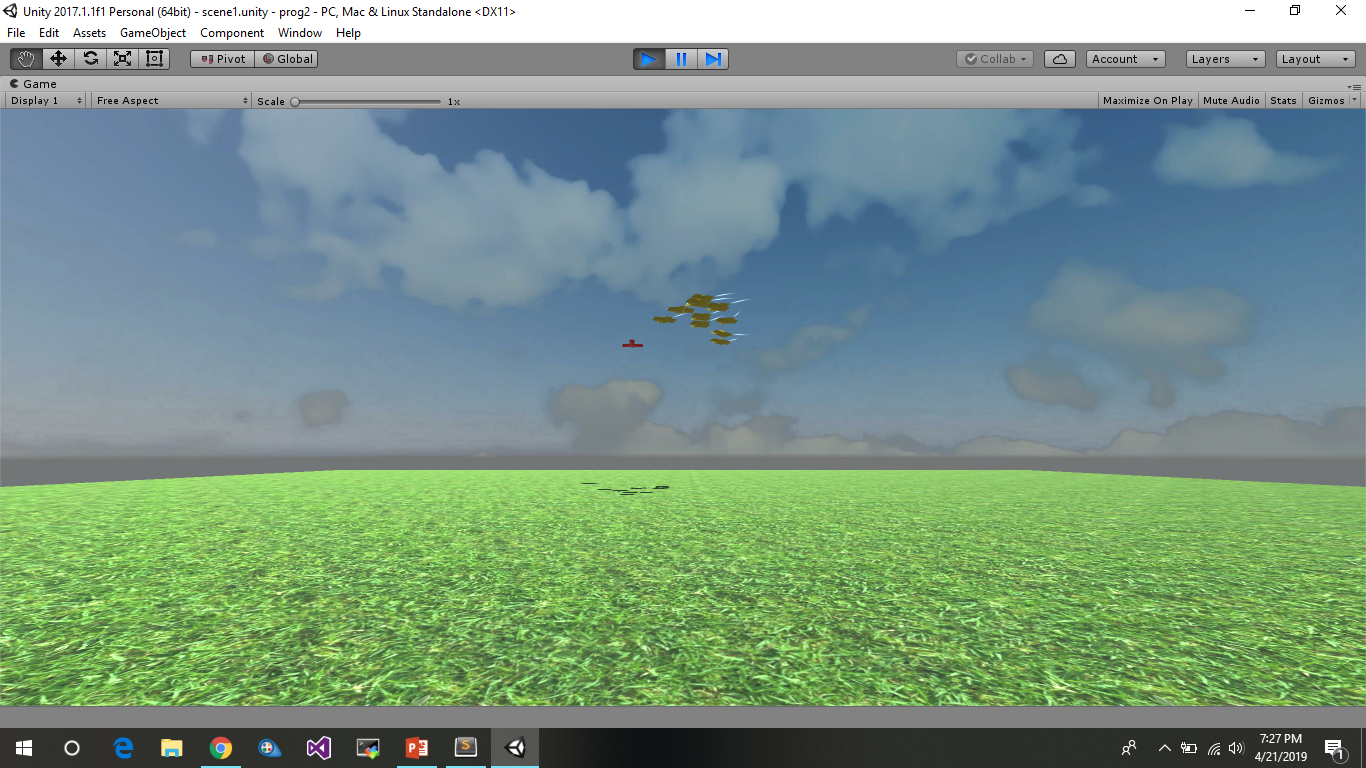 Unity 2017.1.1f1 Personal (64bit) - scene1.unity - prog2 - PC, Mac & Linux Standalone <DX11>
File Edit Assets GameObject Component Window Help
Pivot Global Collab Account Layers Layout
Game
Display 1 Free Aspect Scale 1x Maximize On Play Mute Audio Stats Gizmos
7:27 PM
4/21/2019
1